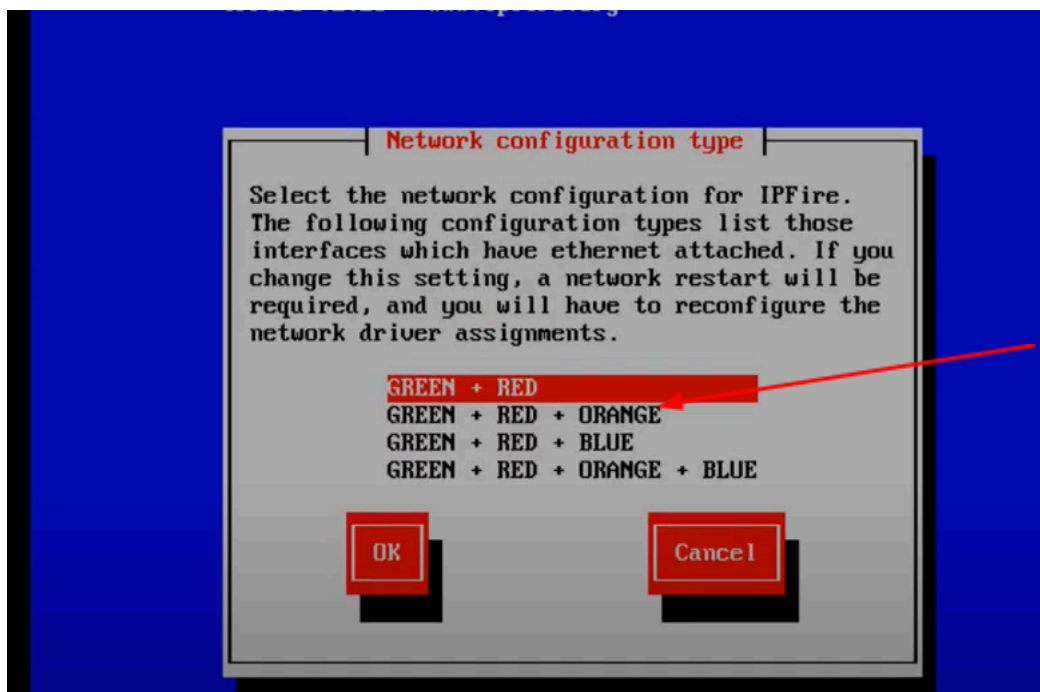 Network configuration type
Select the network configuration for IPFire.
The following configuration types list those
interfaces which have ethernet attached. If you
change this setting, a network restart will be
required, and you will have to reconfigure the
network driver assignments.
GREEN + RED
GREEN + RED + ORANGE
GREEN + RED + BLUE
GREEN + RED + ORANGE + BLUE
OK Cancel